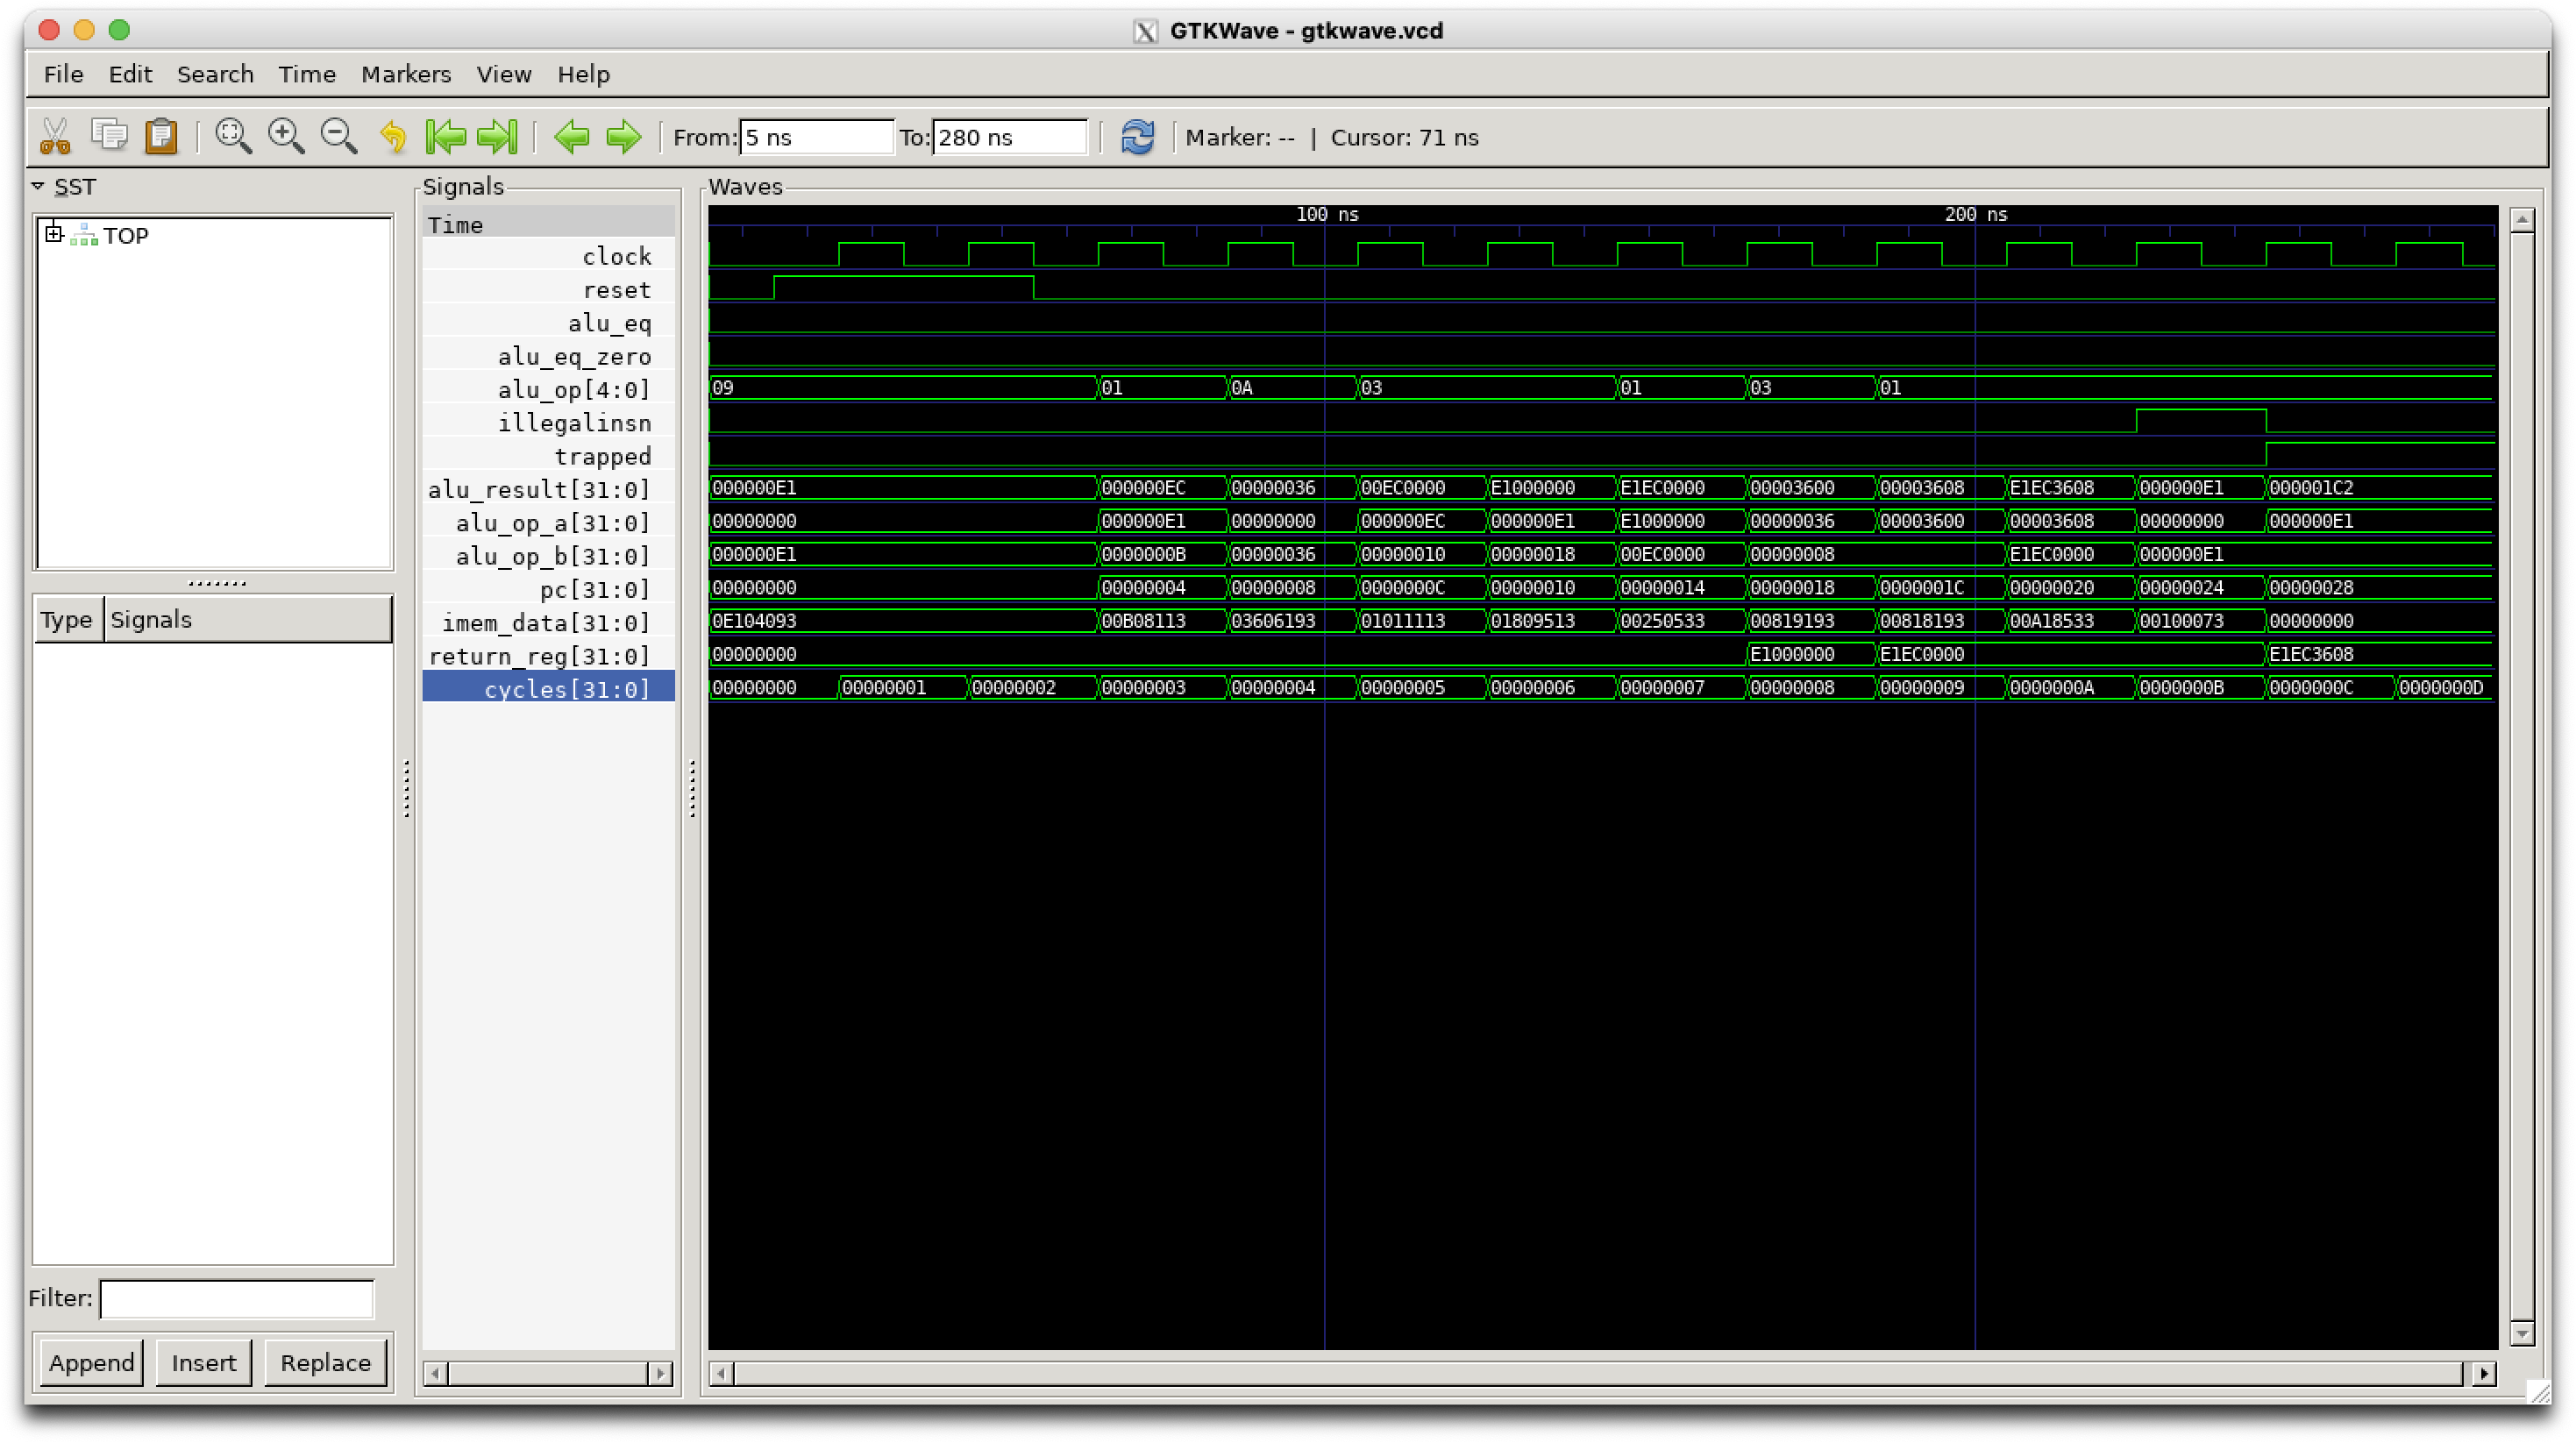 GTKWave - gtkwave.vcd
File Edit Search Time Markers View Help
From: 5 ns To: 280 ns Marker: -- | Cursor: 71 ns
SST
TOP
Type Signals
Filter:
Append Insert Replace
Signals
Time
clock
reset
alu_eq
alu_eq_zero
alu_op[4:0]
illegalinsn
trapped
alu_result[31:0]
alu_op_a[31:0]
alu_op_b[31:0]
pc[31:0]
imem_data[31:0]
return_reg[31:0]
cycles[31:0]
Waves
100 ns 200 ns
09 01 0A 03 01 03 01
000000E1 000000EC 00000036 00EC0000 E1000000 E1EC0000 00003600 00003608 E1EC3608 000000E1 000001C2
00000000 000000E1 00000000 000000EC 000000E1 E1000000 00000036 00003600 00003608 00000000 000000E1
000000E1 0000000B 00000036 00000010 00000018 00EC0000 00000008 E1EC0000 000000E1
00000000 00000004 00000008 0000000C 00000010 00000014 00000018 0000001C 00000020 00000024 00000028
0E104093 00B08113 03606193 01011113 01809513 00250533 00819193 00818193 00A18533 00100073 00000000
00000000 E1000000 E1EC0000 E1EC3608
00000000 00000001 00000002 00000003 00000004 00000005 00000006 00000007 00000008 00000009 0000000A 0000000B 0000000C 0000000D